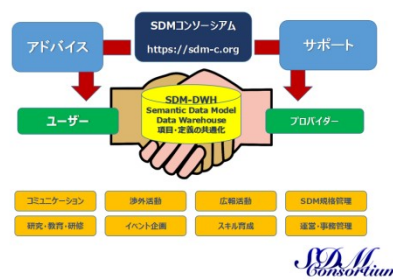 SDMコンソーシアム
https://sdm-c.org
アドバイス
サポート
SDM-DWH
Semantic Data Model
Data Warehouse
項目・定義の共通化
ユーザー
プロバイダー
コミュニケーション
渉外活動
広報活動
SDM規格管理
研究・教育・研修
イベント企画
スキル育成
運営・事務管理
SDM
Consortium